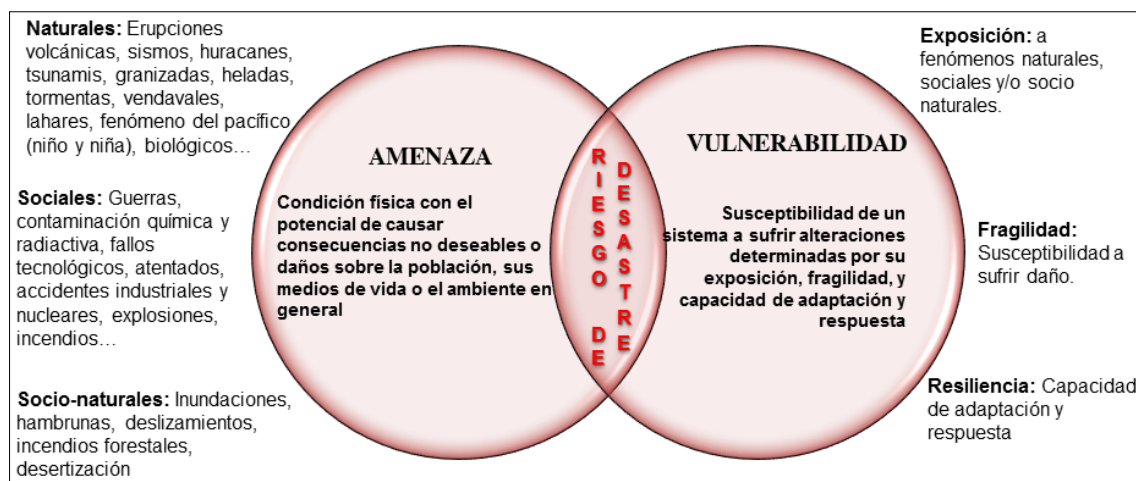 Naturales: Erupciones
volcánicas, sismos, huracanes,
tsunamis, granizadas, heladas,
tormentas, vendavales,
lahares, fenómeno del pacífico
(niño y niña), biológicos…
Sociales: Guerras,
contaminación química y
radiactiva, fallos
tecnológicos, atentados,
accidentes industriales y
nucleares, explosiones,
incendios…
Socio-naturales: Inundaciones,
hambrunas, deslizamientos,
incendios forestales,
desertización
AMENAZA
Condición física con el
potencial de causar
consecuencias no deseables o
daños sobre la población, sus
medios de vida o el ambiente en
general
RIESGO DE
DESASTRE
VULNERABILIDAD
Susceptibilidad de un
sistema a sufrir alteraciones
determinadas por su
exposición, fragilidad, y
capacidad de adaptación y
respuesta
Exposición: a
fenómenos naturales,
sociales y/o socio
naturales.
Fragilidad:
Susceptibilidad a
sufrir daño.
Resiliencia: Capacidad
de adaptación y
respuesta